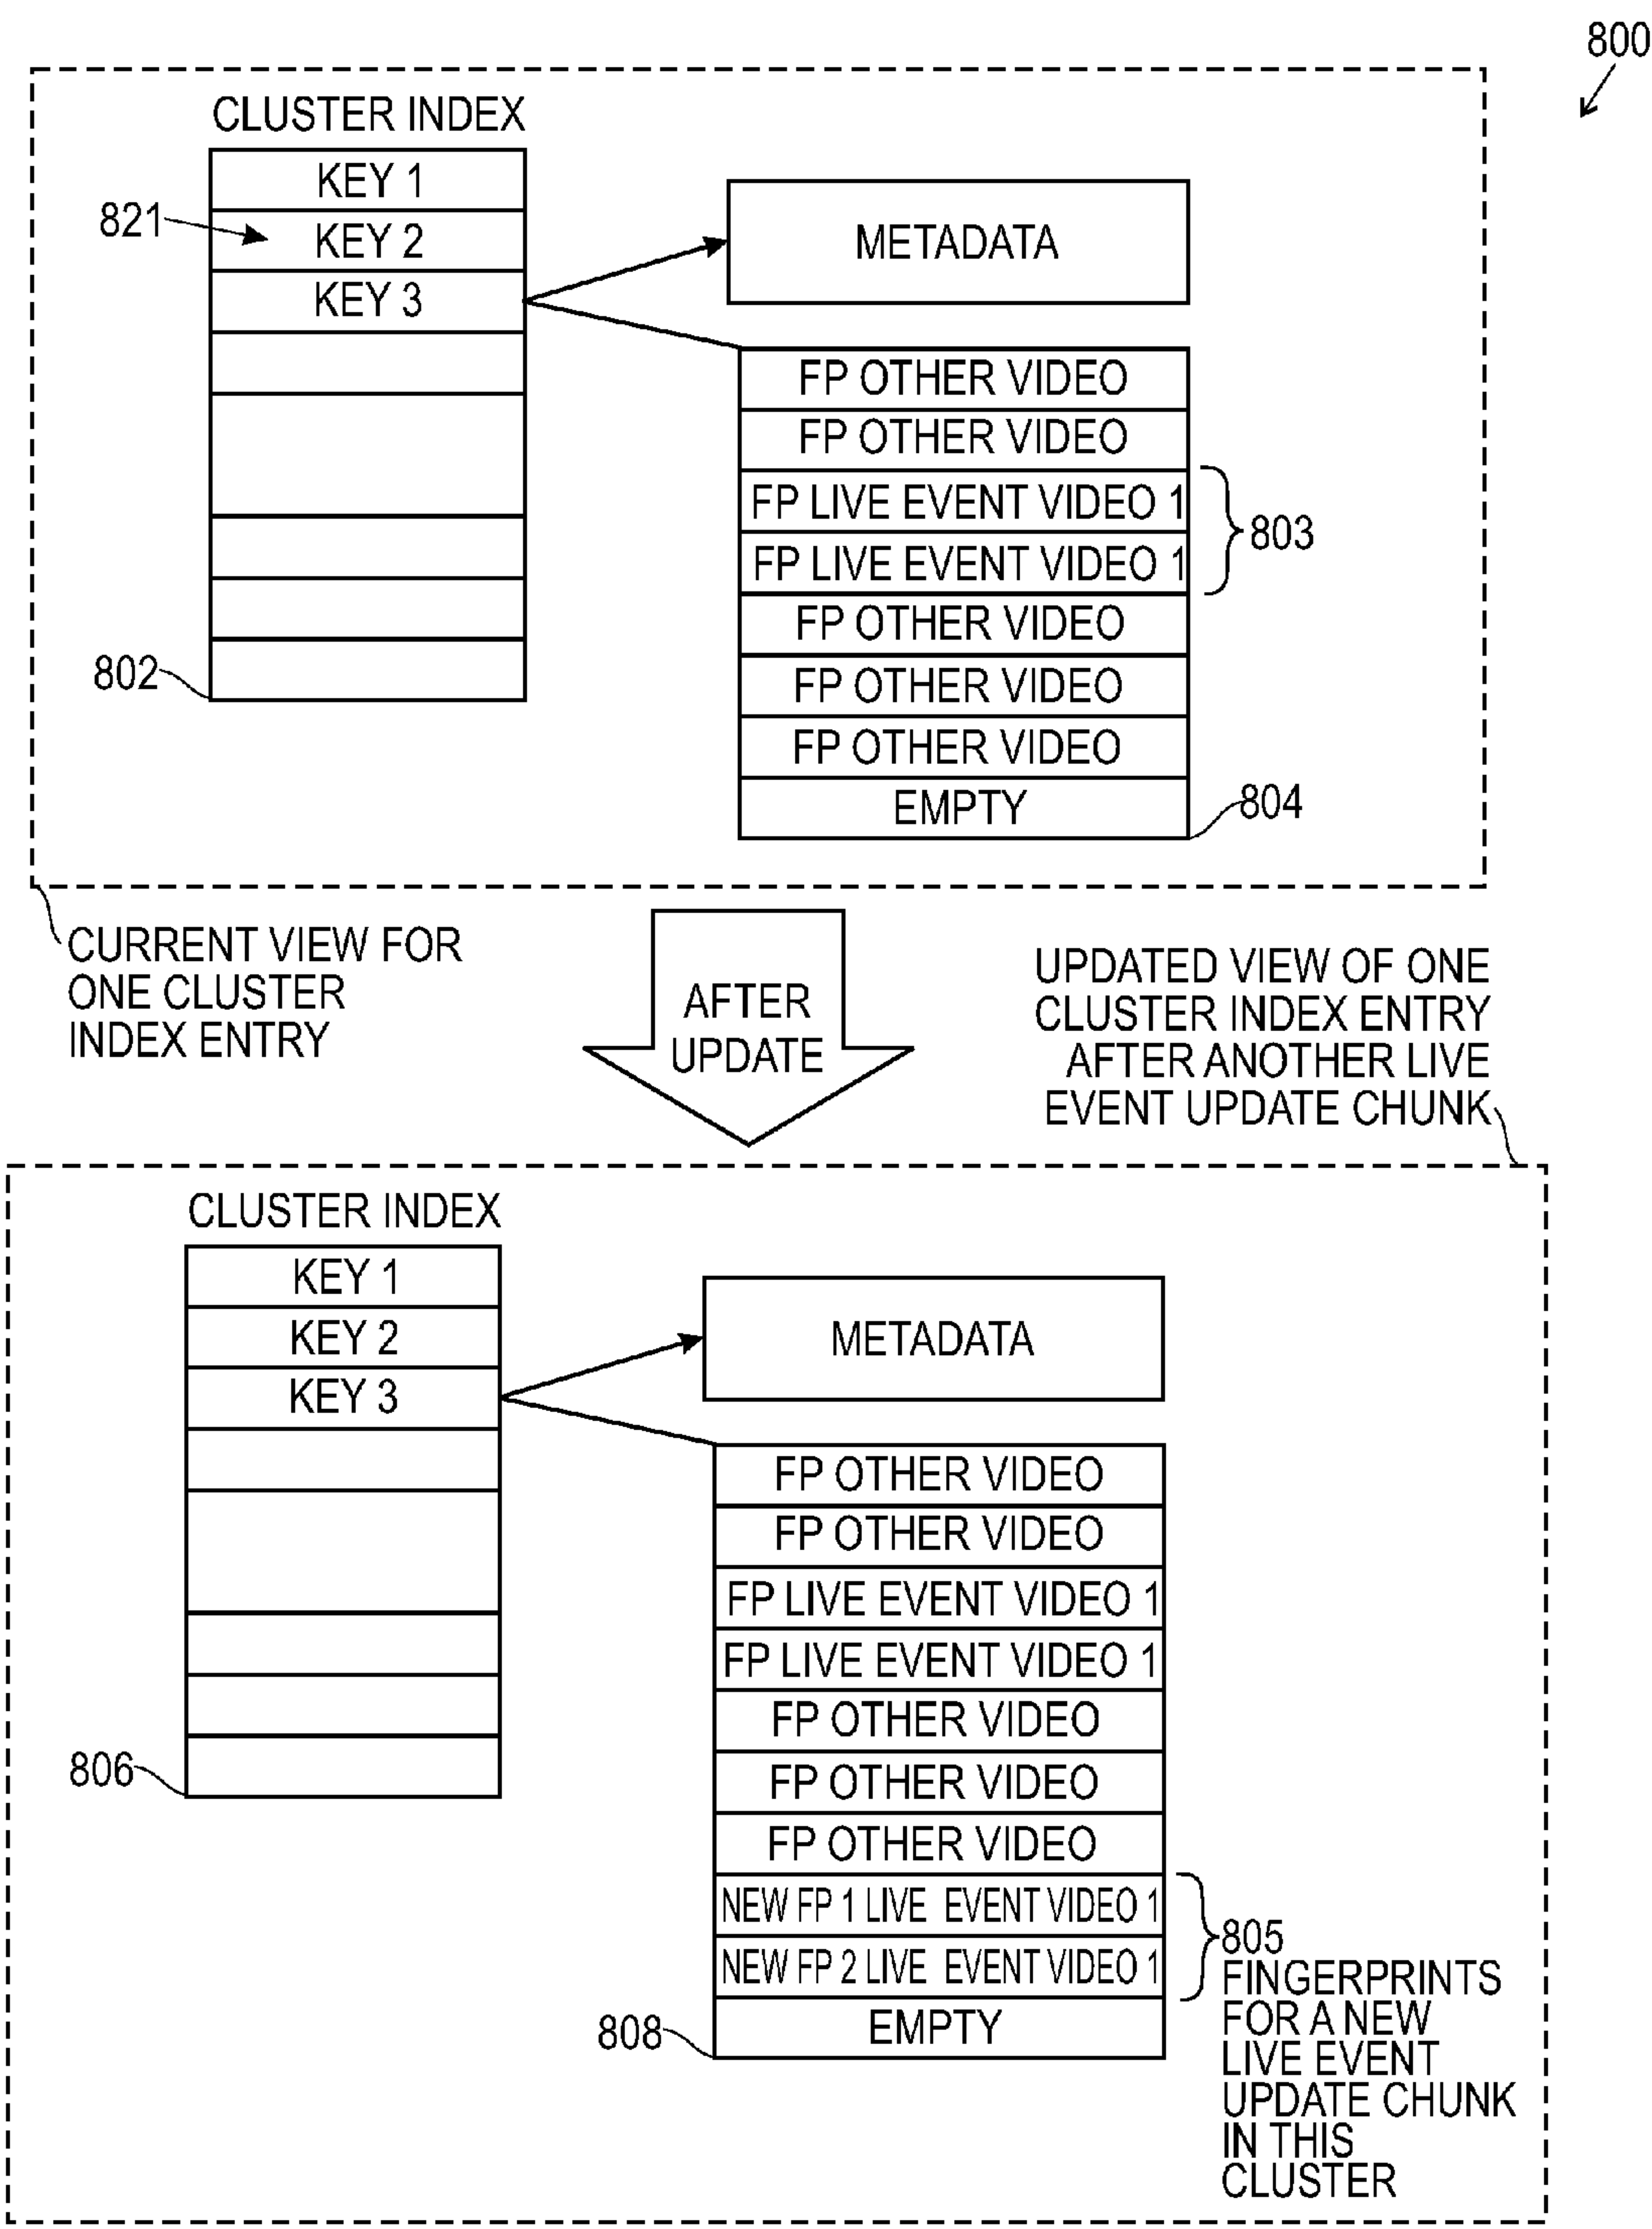 800
CLUSTER INDEX
KEY 1
821
KEY 2
KEY 3
METADATA
FP OTHER VIDEO
FP OTHER VIDEO
FP LIVE EVENT VIDEO 1
FP LIVE EVENT VIDEO 1
803
FP OTHER VIDEO
FP OTHER VIDEO
FP OTHER VIDEO
EMPTY
802
804
CURRENT VIEW FOR
ONE CLUSTER
INDEX ENTRY
AFTER
UPDATE
UPDATED VIEW OF ONE
CLUSTER INDEX ENTRY
AFTER ANOTHER LIVE
EVENT UPDATE CHUNK
CLUSTER INDEX
KEY 1
KEY 2
KEY 3
METADATA
FP OTHER VIDEO
FP OTHER VIDEO
FP LIVE EVENT VIDEO 1
FP LIVE EVENT VIDEO 1
FP OTHER VIDEO
FP OTHER VIDEO
FP OTHER VIDEO
806
NEW FP 1 LIVE EVENT VIDEO 1
NEW FP 2 LIVE EVENT VIDEO 1
EMPTY
808
805
FINGERPRINTS
FOR A NEW
LIVE EVENT
UPDATE CHUNK
IN THIS
CLUSTER